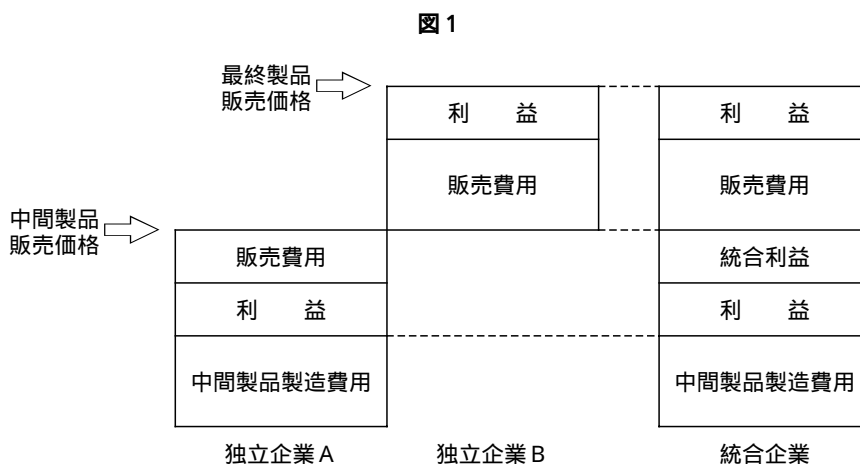 図1
最終製品
販売価格
利　益
利　益
販売費用
販売費用
中間製品
販売価格
販売費用
統合利益
利　益
利　益
中間製品製造費用
中間製品製造費用
独立企業A
独立企業B
統合企業